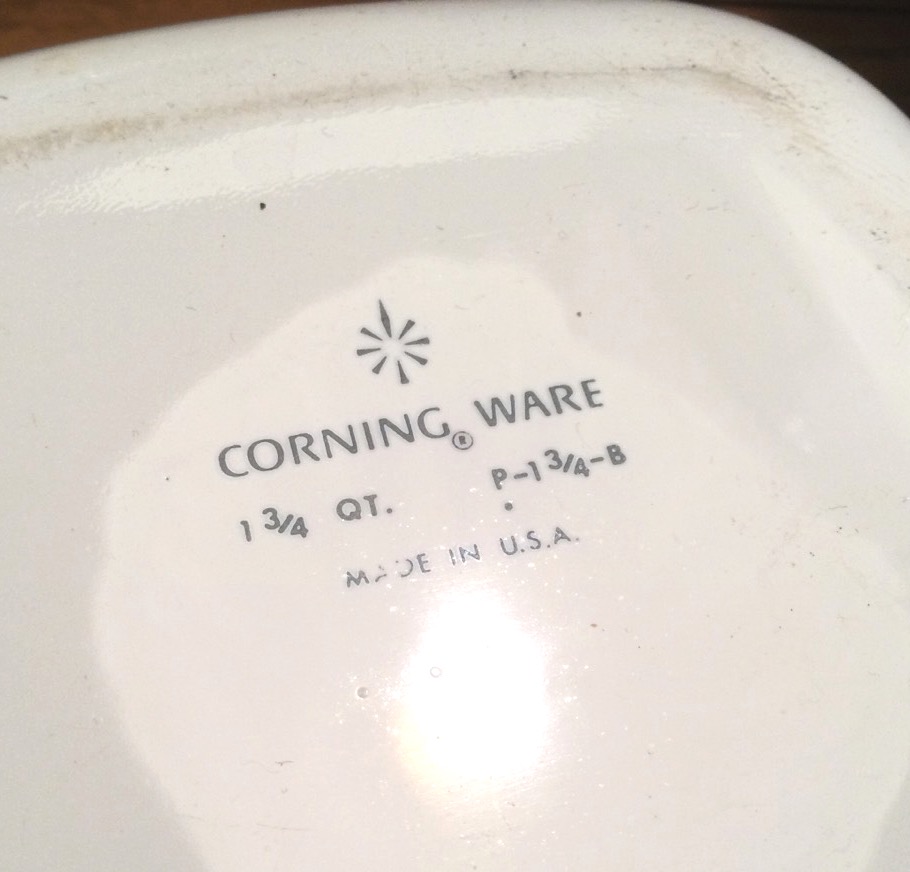 CORNING® WARE
1 3/4 QT. P-1 3/4-B
MADE IN U.S.A.